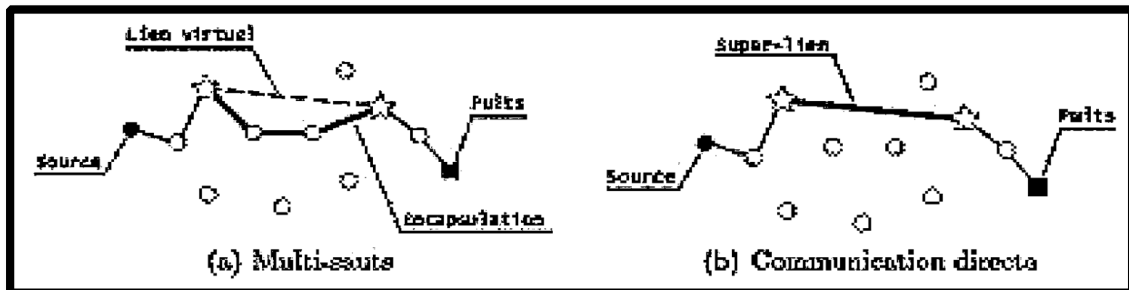 Lien virtuel
Puits
Source
Encapsulation
(a) Multi-sauts
Super-lien
Puits
Source
(b) Communication directe